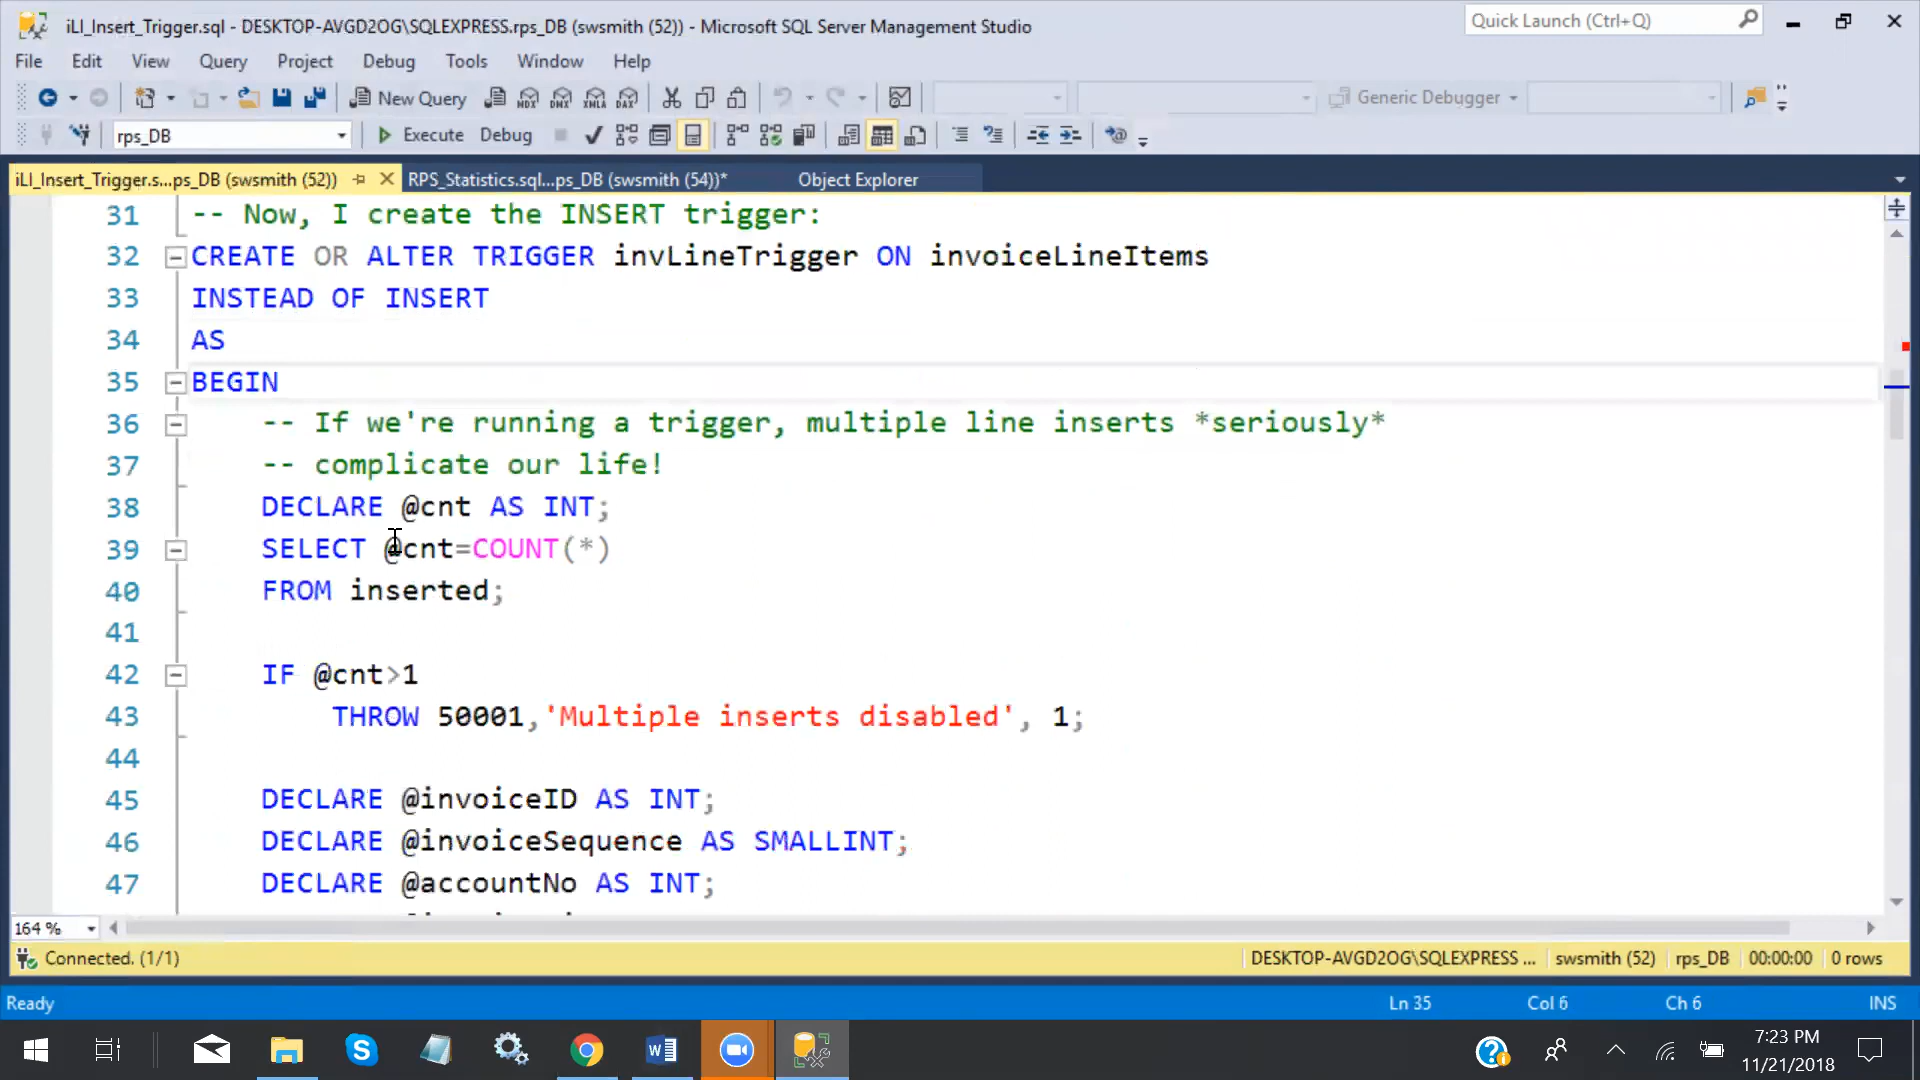 iLI_Insert_Trigger.sql - DESKTOP-AVGD2OG\SQLEXPRESS.rps_DB (swsmith (52)) - Microsoft SQL Server Management Studio
Quick Launch (Ctrl+Q)
File Edit View Query Project Debug Tools Window Help
New Query MDX DMX XMLA DAX Generic Debugger
rps_DB Execute Debug
iLI_Insert_Trigger.s...ps_DB (swsmith (52)) RPS_Statistics.sql...ps_DB (swsmith (54))* Object Explorer
31 -- Now, I create the INSERT trigger:
32 CREATE OR ALTER TRIGGER invLineTrigger ON invoiceLineItems
33 INSTEAD OF INSERT
34 AS
35 BEGIN
36 -- If we're running a trigger, multiple line inserts *seriously*
37 -- complicate our life!
38 DECLARE @cnt AS INT;
39 SELECT @cnt=COUNT(*)
40 FROM inserted;
41
42 IF @cnt>1
43 THROW 50001,'Multiple inserts disabled', 1;
44
45 DECLARE @invoiceID AS INT;
46 DECLARE @invoiceSequence AS SMALLINT;
47 DECLARE @accountNo AS INT;
164 %
Connected. (1/1) DESKTOP-AVGD2OG\SQLEXPRESS ... swsmith (52) rps_DB 00:00:00 0 rows
Ready Ln 35 Col 6 Ch 6 INS
7:23 PM
11/21/2018